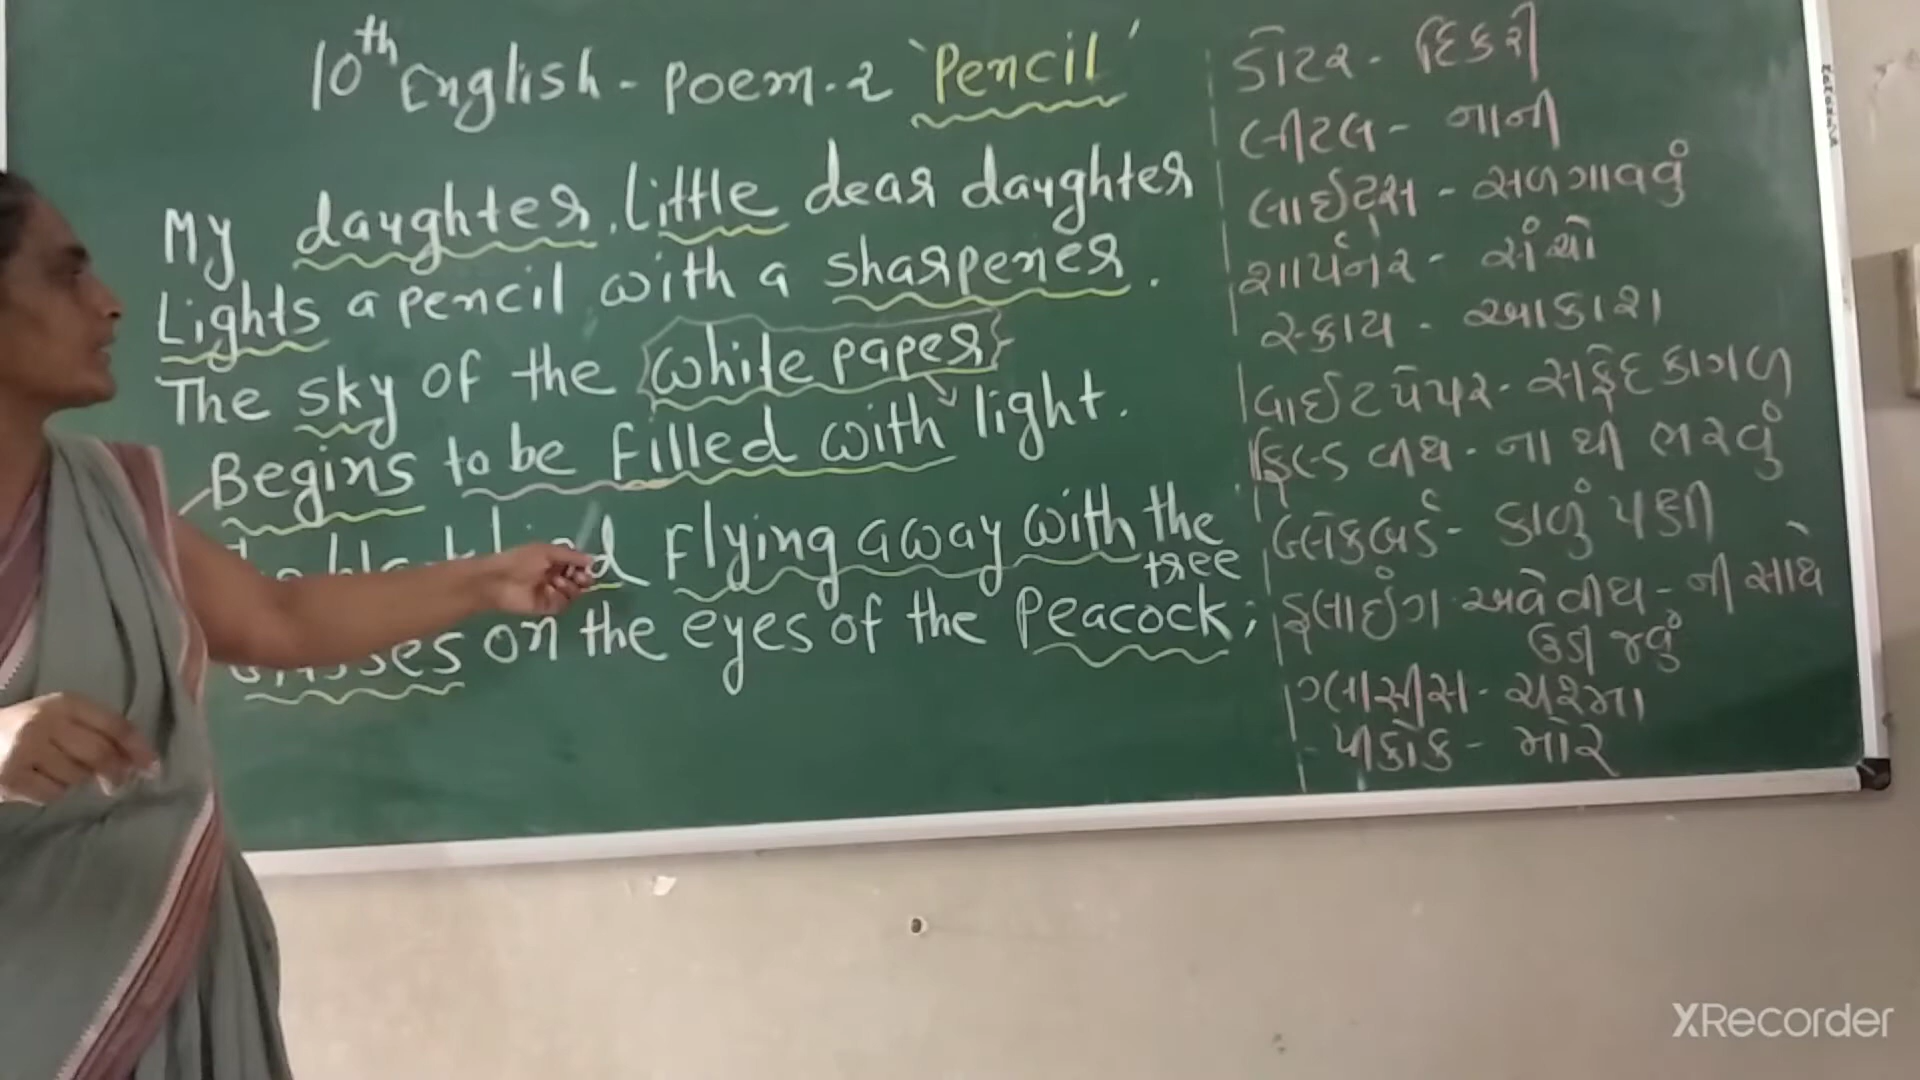 10th English - Poem-2 'Pencil'
My daughter, little dear daughter
Lights a pencil with a sharpener.
The sky of the white paper
Begins to be filled with light.
flying away with the
tree
on the eyes of the Peacock;
ડોટર - દિકરી
લીટલ - નાની
લાઈટ્સ - સળગાવવું
શાર્પનર - સંચો
સ્કાય - આકાશ
વાઈટ પેપર - સફેદ કાગળ
ફિલ્ડ વીથ - ના થી ભરવું
બ્લેકબર્ડ - કાળું પક્ષી
ફ્લાઈંગ અવે વીથ - ની સાથે
ઉડી જવું
ગ્લાસીસ - ચશ્મા
પીકોક - મોર
XRecorder